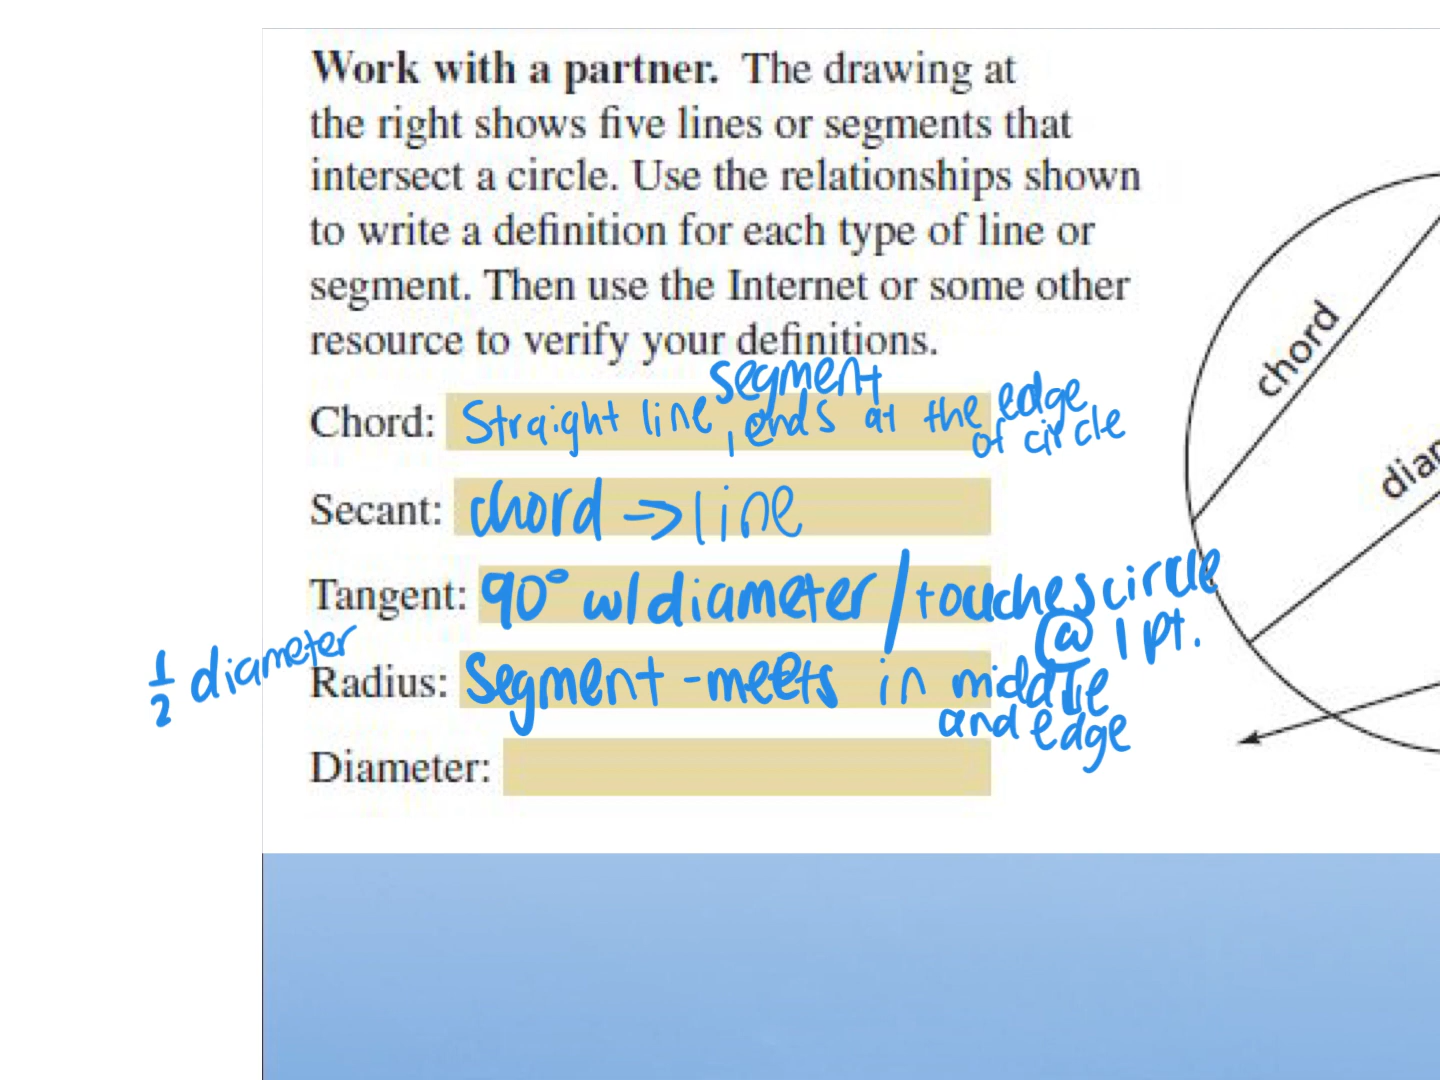 Work with a partner. The drawing at
the right shows five lines or segments that
intersect a circle. Use the relationships shown
to write a definition for each type of line or
segment. Then use the Internet or some other
resource to verify your definitions.
Chord: Straight line segment, ends at the edge of circle
Secant: chord → line
Tangent: 90° w/diameter / touches circle @ 1 pt.
Radius: segment - meets in middle and edge
1/2 diameter
Diameter:
chord
diam